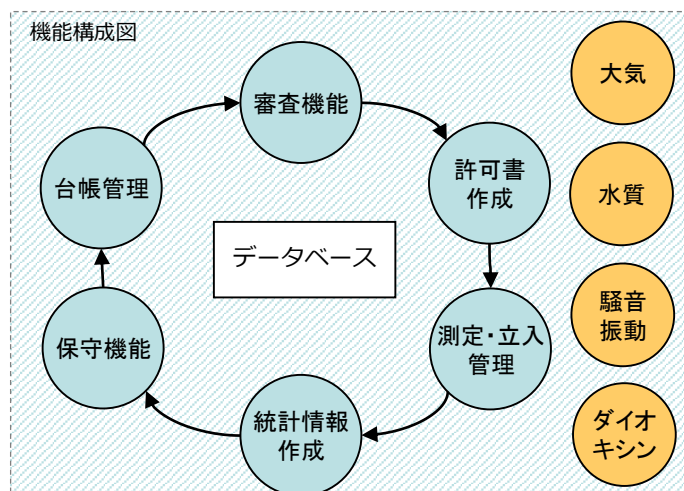 機能構成図
審査機能
大気
許可書
作成
台帳管理
水質
データベース
騒音
振動
保守機能
測定・立入
管理
統計情報
作成
ダイオ
キシン